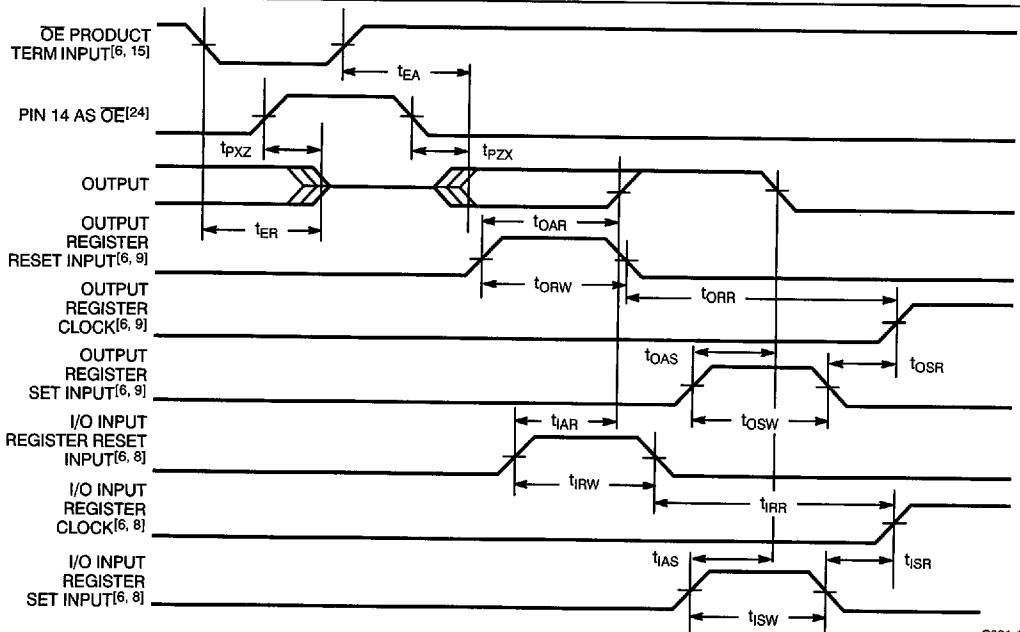 OE PRODUCT
TERM INPUT[6, 15]
tEA
PIN 14 AS OE[24]
tPXZ
tPZX
OUTPUT
tER
tOAR
OUTPUT
REGISTER
RESET INPUT[6, 9]
tORW
tORR
OUTPUT
REGISTER
CLOCK[6, 9]
OUTPUT
REGISTER
SET INPUT[6, 9]
tOAS
tOSR
tOSW
I/O INPUT
REGISTER RESET
INPUT[6, 8]
tIAR
tIRW
tIRR
I/O INPUT
REGISTER
CLOCK[6, 8]
I/O INPUT
REGISTER
SET INPUT[6, 8]
tIAS
tISR
tISW